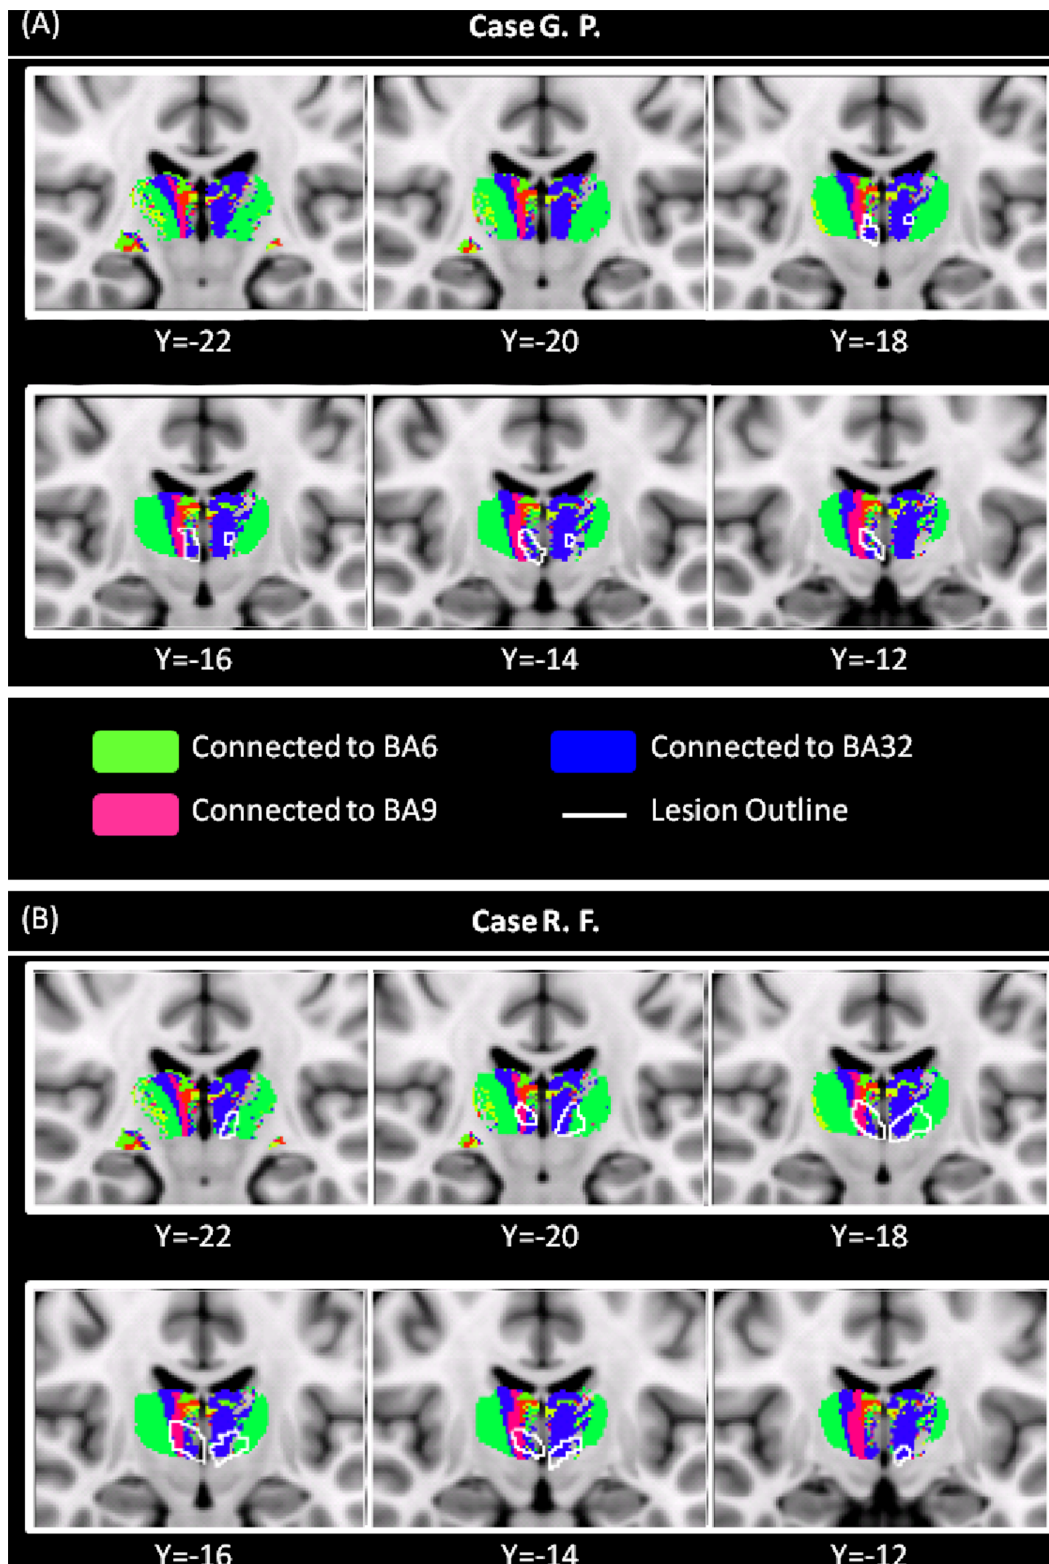 (A)
Case G. P.
Y=-22 Y=-20 Y=-18
Y=-16 Y=-14 Y=-12
Connected to BA6 Connected to BA32
Connected to BA9 Lesion Outline
(B)
Case R. F.
Y=-22 Y=-20 Y=-18
Y=-16 Y=-14 Y=-12